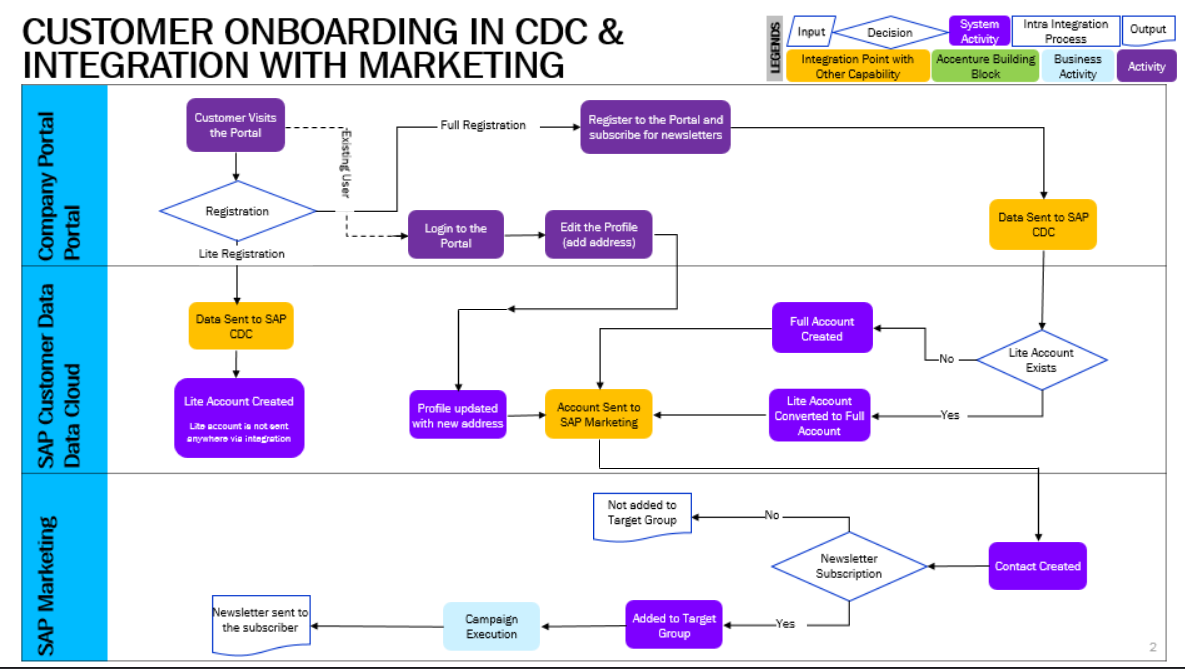 CUSTOMER ONBOARDING IN CDC &
INTEGRATION WITH MARKETING
LEGENDS
Input
Decision
System
Activity
Intra Integration
Process
Output
Integration Point with
Other Capability
Accenture Building
Block
Business
Activity
Activity
Company Portal
Portal
Customer Visits
the Portal
Existing User
Full Registration
Register to the Portal and
subscribe for newsletters
Registration
Login to the
Portal
Edit the Profile
(add address)
Data Sent to SAP
CDC
Lite Registration
SAP Customer Data
Data Cloud
Data Sent to SAP
CDC
Full Account
Created
No
Lite Account
Exists
Lite Account Created
Lite account is not sent
anywhere via integration
Profile updated
with new address
Account Sent to
SAP Marketing
Lite Account
Converted to Full
Account
Yes
SAP Marketing
Not added to
Target Group
No
Newsletter
Subscription
Contact Created
Newsletter sent to
the subscriber
Campaign
Execution
Added to Target
Group
Yes
2